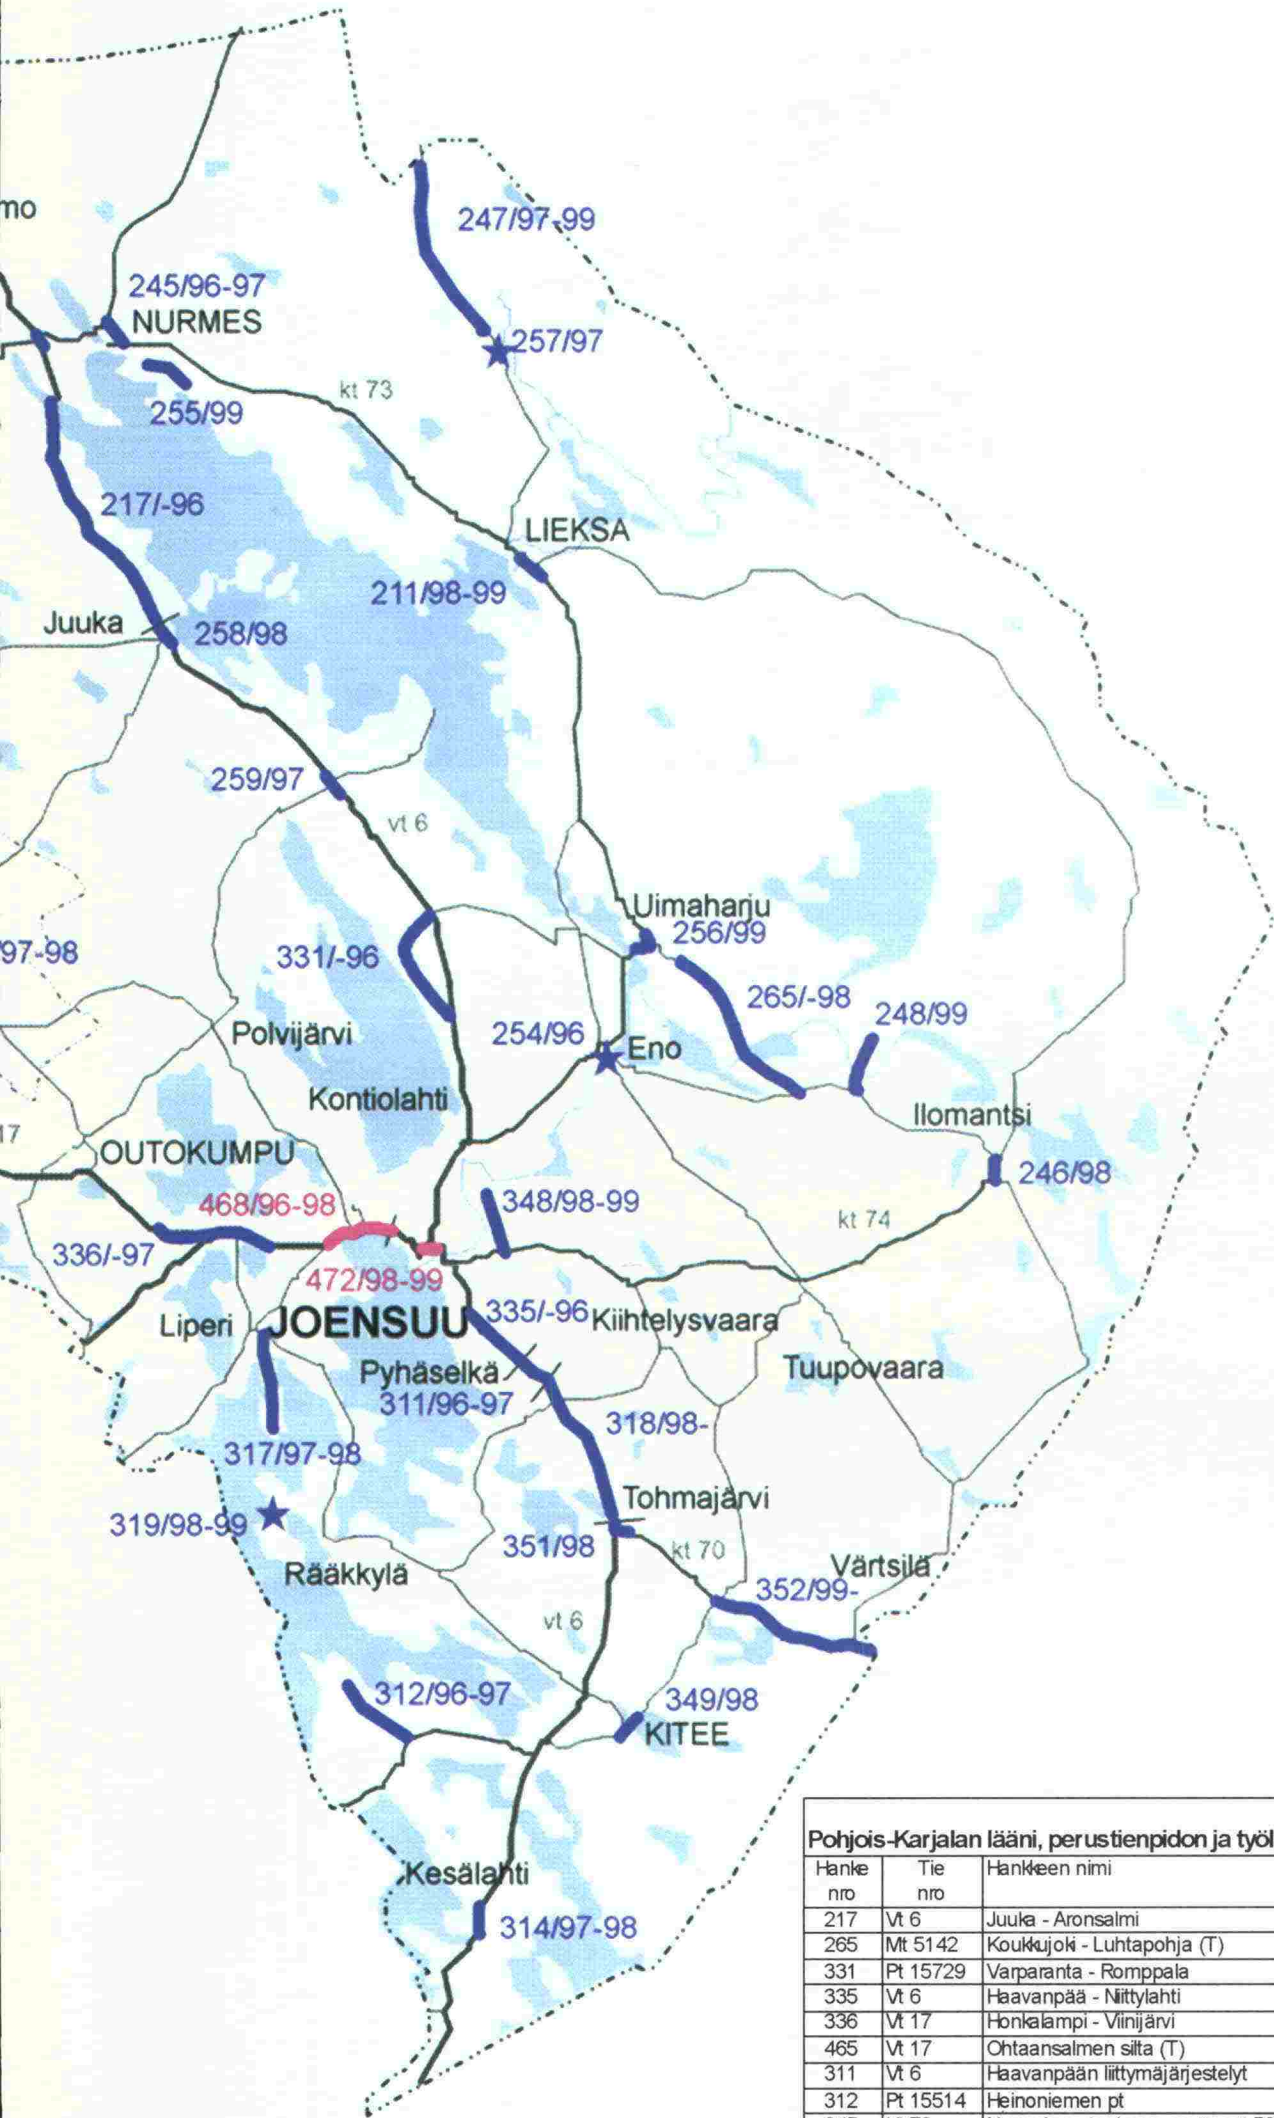 mo
247/97-99
245/96-97
NURMES
257/97
kt 73
255/99
217/-96
LIEKSA
211/98-99
Juuka
258/98
259/97
vt 6
Uimaharju
256/99
/97-98
331/-96
265/-98
248/99
Polvijärvi
254/96
Eno
Kontiolahti
Ilomantsi
17
OUTOKUMPU
246/98
468/96-98
348/98-99
kt 74
336/-97
472/98-99
335/-96
Kiihtelysvaara
Liperi
JOENSUU
Pyhäselkä
Tuupovaara
311/96-97
318/98-
317/97-98
Tohmajärvi
319/98-99
351/98
kt 70
Värtsilä
Rääkkylä
352/99-
vt 6
312/96-97
349/98
KITEE
Kesälahti
314/97-98
Pohjois-Karjalan lääni, perustienpidon ja työl
Hanke nro Tie nro Hankkeen nimi
217 Vt 6 Juuka - Aronsalmi
265 Mt 5142 Koukkujoki - Luhtapohja (T)
331 Pt 15729 Varparanta - Romppala
335 Vt 6 Haavanpää - Niittylahti
336 Vt 17 Honkalampi - Viinijärvi
465 Vt 17 Ohtaansalmen silta (T)
311 Vt 6 Haavanpään liittymäjärjestelyt
312 Pt 15514 Heinoniemen pt